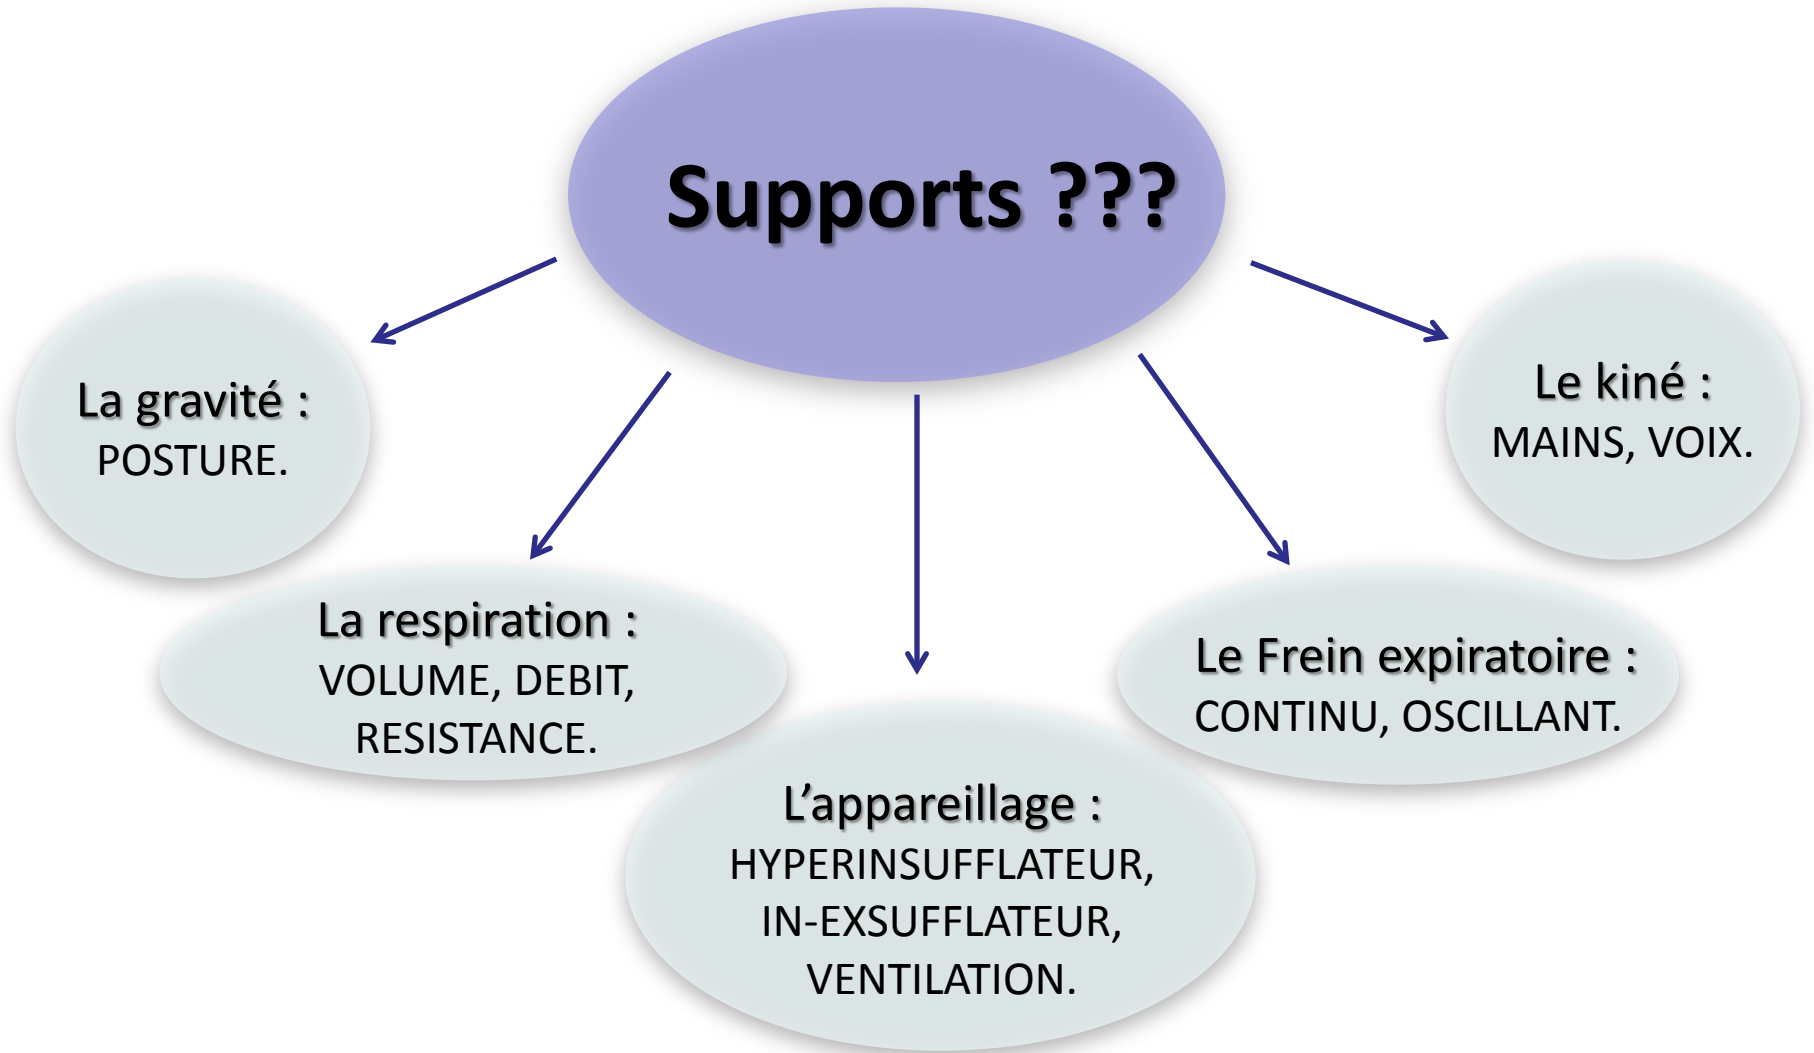 Supports ???
La gravité :
POSTURE.
La respiration :
VOLUME, DEBIT,
RESISTANCE.
L’appareillage :
HYPERINSUFFLATEUR,
IN-EXSUFFLATEUR,
VENTILATION.
Le Frein expiratoire :
CONTINU, OSCILLANT.
Le kiné :
MAINS, VOIX.